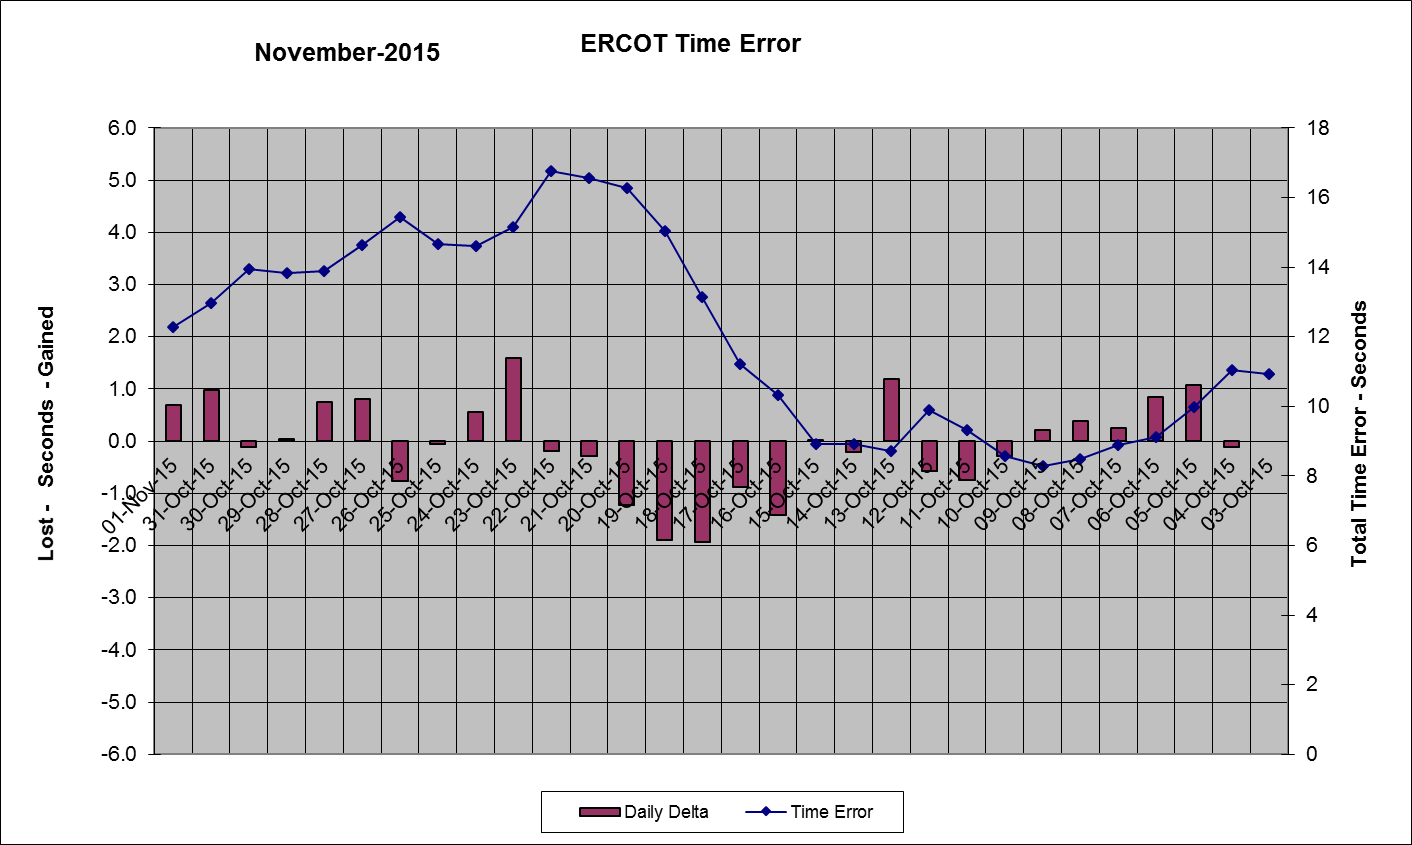 November-2015
ERCOT Time Error
Lost - Seconds - Gained
6.0
5.0
4.0
3.0
2.0
1.0
0.0
-1.0
-2.0
-3.0
-4.0
-5.0
-6.0
01-Nov-15
31-Oct-15
30-Oct-15
29-Oct-15
28-Oct-15
27-Oct-15
26-Oct-15
25-Oct-15
24-Oct-15
23-Oct-15
22-Oct-15
21-Oct-15
20-Oct-15
19-Oct-15
18-Oct-15
17-Oct-15
16-Oct-15
15-Oct-15
14-Oct-15
13-Oct-15
12-Oct-15
11-Oct-15
10-Oct-15
09-Oct-15
08-Oct-15
07-Oct-15
06-Oct-15
05-Oct-15
04-Oct-15
03-Oct-15
18
16
14
12
10
8
6
4
2
0
Total Time Error - Seconds
Daily Delta
Time Error